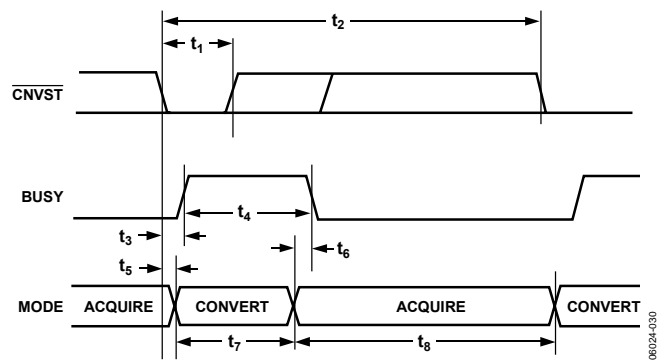 t2
t1
CNVST
BUSY
t4
t3
t6
t5
MODE ACQUIRE CONVERT ACQUIRE CONVERT
t7 t8
06024-030